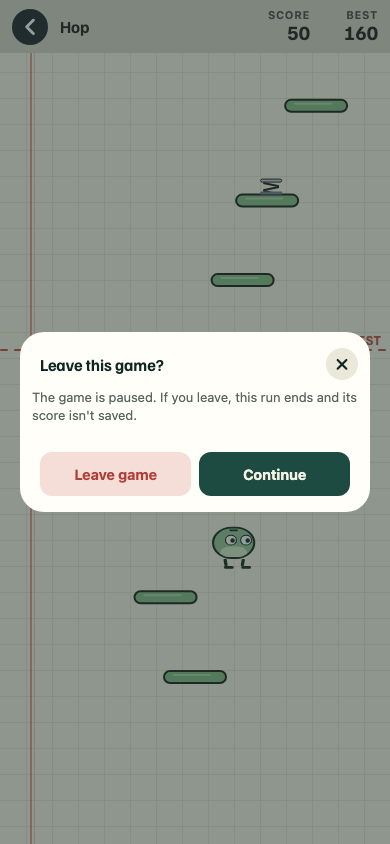 Hop
SCORE
50
BEST
160
Leave this game?
The game is paused. If you leave, this run ends and its
score isn't saved.
Leave game
Continue